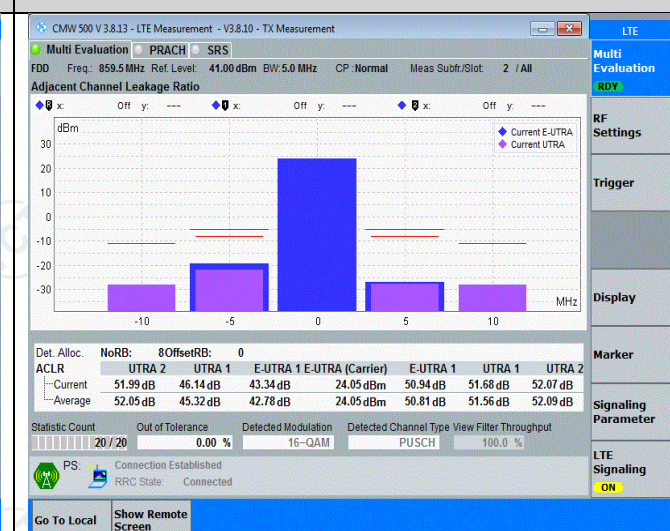 CMW 500 V 3.8.13 - LTE Measurement - V3.8.10 - TX Measurement
LTE
Multi Evaluation PRACH SRS
Multi
Evaluation
RDY
FDD Freq.: 859.5 MHz Ref. Level: 41.00 dBm BW: 5.0 MHz CP : Normal Meas Subfr./Slot: 2 / All
Adjacent Channel Leakage Ratio
x: Off y: --- x: Off y: --- x: Off y: ---
RF
Settings
dBm
Current E-UTRA
Current UTRA
30
20
10
0
-10
-20
-30
Trigger
MHz
-10 -5 0 5 10
Display
Det. Alloc. NoRB: 8 OffsetRB: 0
ACLR UTRA 2 UTRA 1 E-UTRA 1 E-UTRA (Carrier) E-UTRA 1 UTRA 1 UTRA 2
Current 51.99 dB 46.14 dB 43.34 dB 24.05 dBm 50.94 dB 51.68 dB 52.07 dB
Average 52.05 dB 45.32 dB 42.78 dB 24.05 dBm 50.81 dB 51.56 dB 52.09 dB
Marker
Statistic Count Out of Tolerance Detected Modulation Detected Channel Type View Filter Throughput
20 / 20 0.00 % 16-QAM PUSCH 100.0 %
Signaling
Parameter
PS: Connection Established
RRC State: Connected
LTE
Signaling
ON
Go To Local
Show Remote
Screen